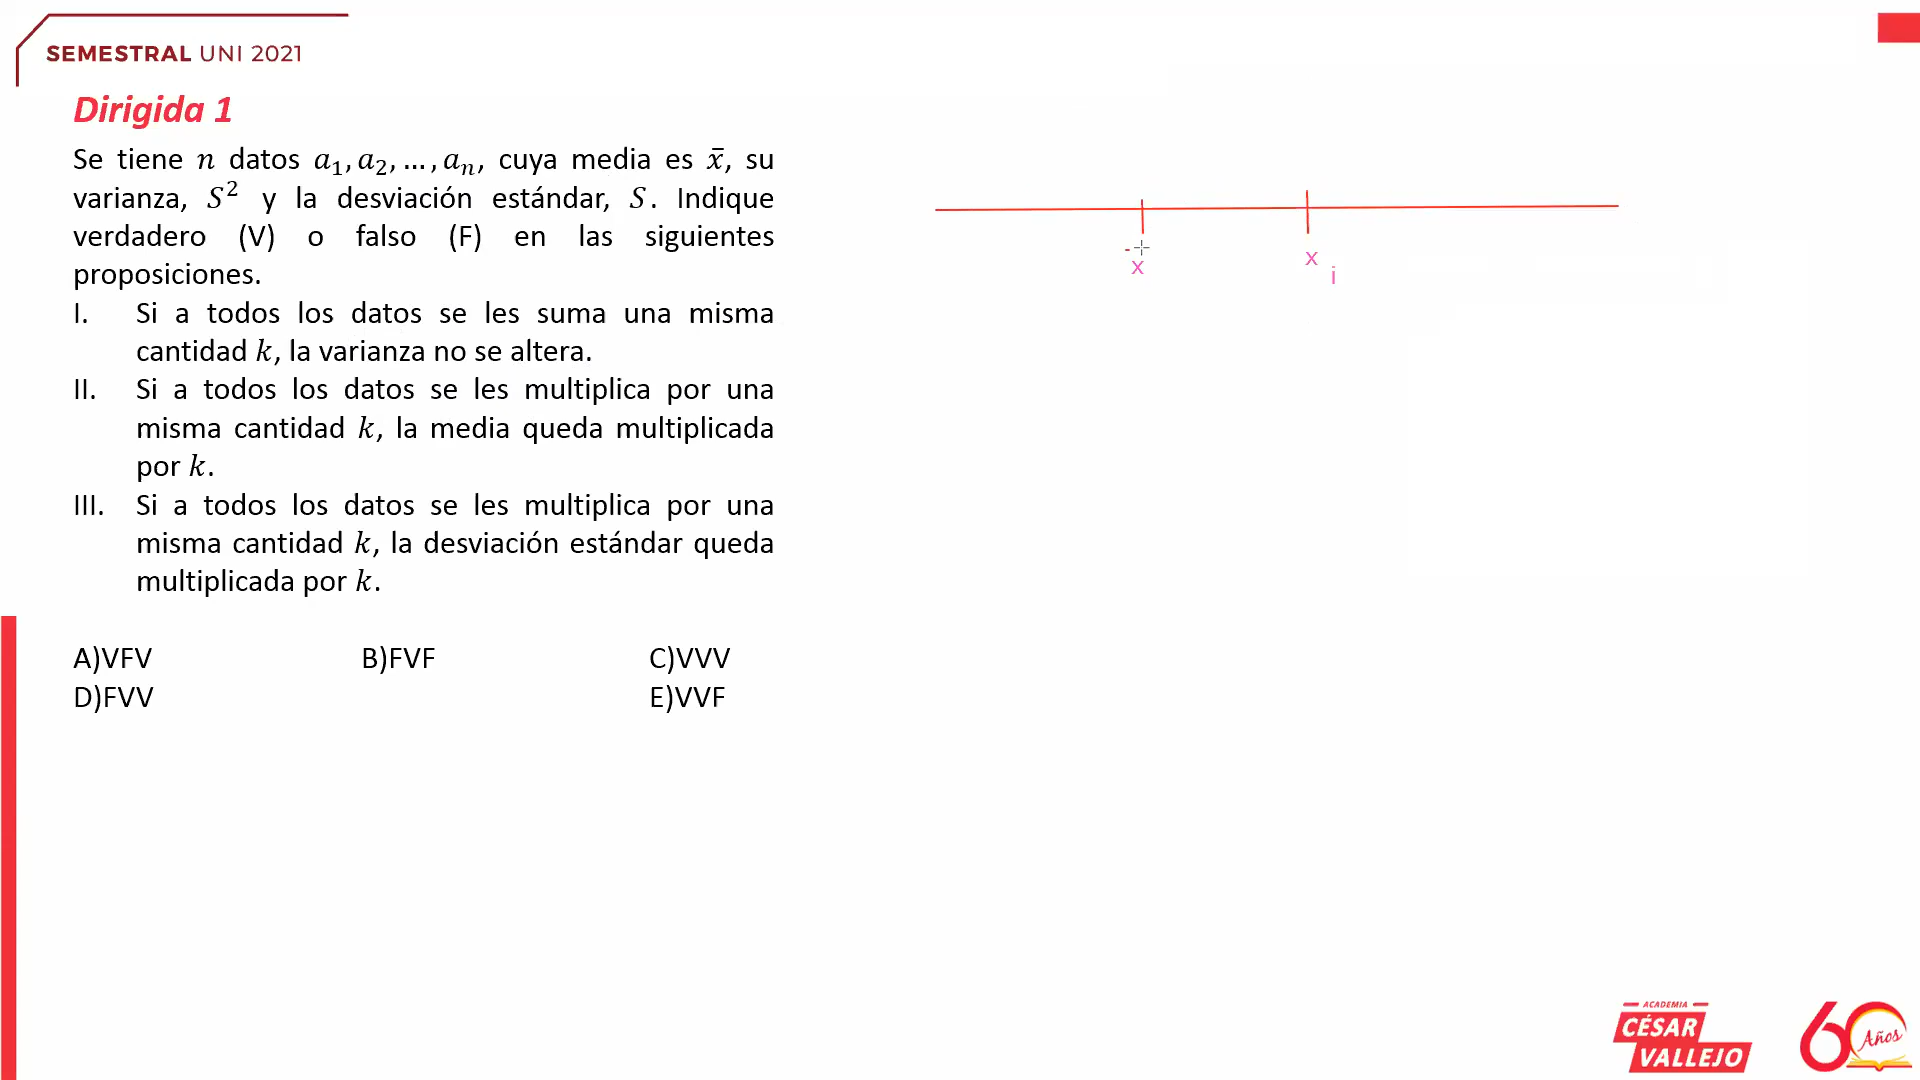 SEMESTRAL UNI 2021
Dirigida 1
Se tiene n datos a₁, a₂, ... , aₙ, cuya media es x̄, su
varianza, S² y la desviación estándar, S. Indique
verdadero (V) o falso (F) en las siguientes
proposiciones.
I. Si a todos los datos se les suma una misma
cantidad k, la varianza no se altera.
II. Si a todos los datos se les multiplica por una
misma cantidad k, la media queda multiplicada
por k.
III. Si a todos los datos se les multiplica por una
misma cantidad k, la desviación estándar queda
multiplicada por k.
A)VFV B)FVF C)VVV
D)FVV E)VVF
x̄ xᵢ
ACADEMIA
CÉSAR
VALLEJO
60 Años